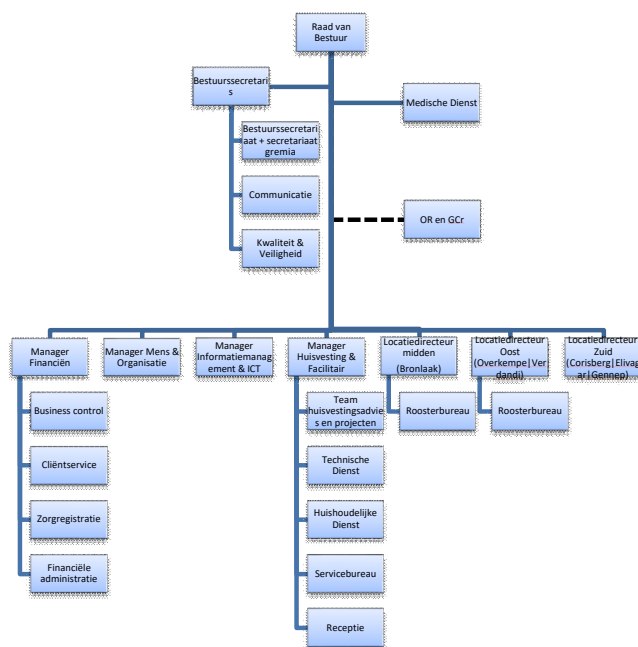 Raad van
Bestuur
Bestuurssecretari
s
Medische Dienst
Bestuurssecretari
aat + secretariaat
gremia
Communicatie
OR en GCr
Kwaliteit &
Veiligheid
Manager
Financiën
Manager Mens &
Organisatie
Manager
Informatiemanag
ement & ICT
Manager
Huisvesting &
Facilitair
Locatiedirecteur
midden
(Bronlaak)
Locatiedirecteur
Oost
(Overkempe|Ver
dandi)
Locatiedirecteur
Zuid
(Corisberg|Elivag
ar|Gennep)
Business control
Cliëntservice
Zorgregistratie
Financiële
administratie
Team
huisvestingsadvie
s en projecten
Technische
Dienst
Huishoudelijke
Dienst
Servicebureau
Receptie
Roosterbureau
Roosterbureau